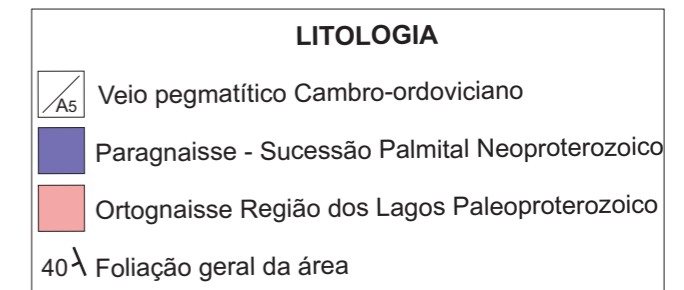 LITOLOGIA
A5 Veio pegmatítico Cambro-ordoviciano
Paragnaisse - Sucessão Palmital Neoproterozoico
Ortognaisse Região dos Lagos Paleoproterozoico
40 Foliação geral da área